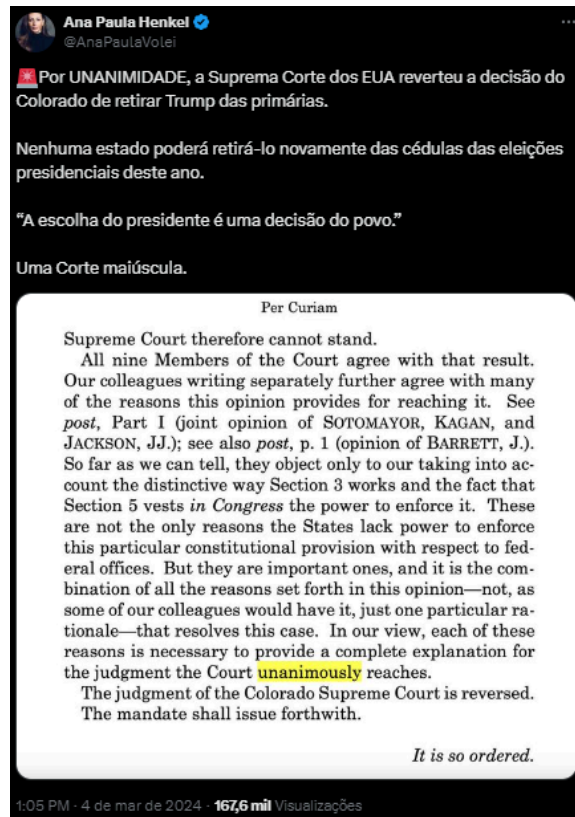 Ana Paula Henkel
@AnaPaulaVolei
Por UNANIMIDADE, a Suprema Corte dos EUA reverteu a decisão do
Colorado de retirar Trump das primárias.
Nenhuma estado poderá retirá-lo novamente das cédulas das eleições
presidenciais deste ano.
“A escolha do presidente é uma decisão do povo.”
Uma Corte maiúscula.
Per Curiam
Supreme Court therefore cannot stand.
All nine Members of the Court agree with that result.
Our colleagues writing separately further agree with many
of the reasons this opinion provides for reaching it. See
post, Part I (joint opinion of SOTOMAYOR, KAGAN, and
JACKSON, JJ.); see also post, p. 1 (opinion of BARRETT, J.).
So far as we can tell, they object only to our taking into ac-
count the distinctive way Section 3 works and the fact that
Section 5 vests in Congress the power to enforce it. These
are not the only reasons the States lack power to enforce
this particular constitutional provision with respect to fed-
eral offices. But they are important ones, and it is the com-
bination of all the reasons set forth in this opinion—not, as
some of our colleagues would have it, just one particular ra-
tionale—that resolves this case. In our view, each of these
reasons is necessary to provide a complete explanation for
the judgment the Court unanimously reaches.
The judgment of the Colorado Supreme Court is reversed.
The mandate shall issue forthwith.
It is so ordered.
1:05 PM · 4 de mar de 2024 · 167,6 mil Visualizações